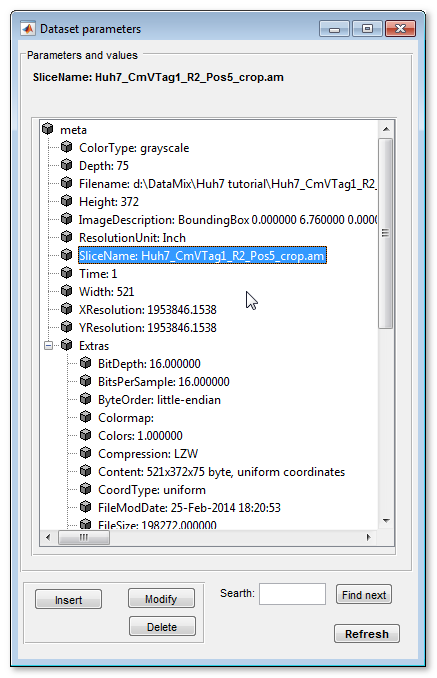 Dataset parameters
Parameters and values
SliceName: Huh7_CmVTag1_R2_Pos5_crop.am
meta
ColorType: grayscale
Depth: 75
Filename: d:\DataMix\Huh7 tutorial\Huh7_CmVTag1_R2_
Height: 372
ImageDescription: BoundingBox 0.000000 6.760000 0.000
ResolutionUnit: Inch
SliceName: Huh7_CmVTag1_R2_Pos5_crop.am
Time: 1
Width: 521
XResolution: 1953846.1538
YResolution: 1953846.1538
Extras
BitDepth: 16.000000
BitsPerSample: 16.000000
ByteOrder: little-endian
Colormap:
Colors: 1.000000
Compression: LZW
Content: 521x372x75 byte, uniform coordinates
CoordType: uniform
FileModDate: 25-Feb-2014 18:20:53
FileSize: 198272.000000
Insert
Modify
Delete
Searth:
Find next
Refresh